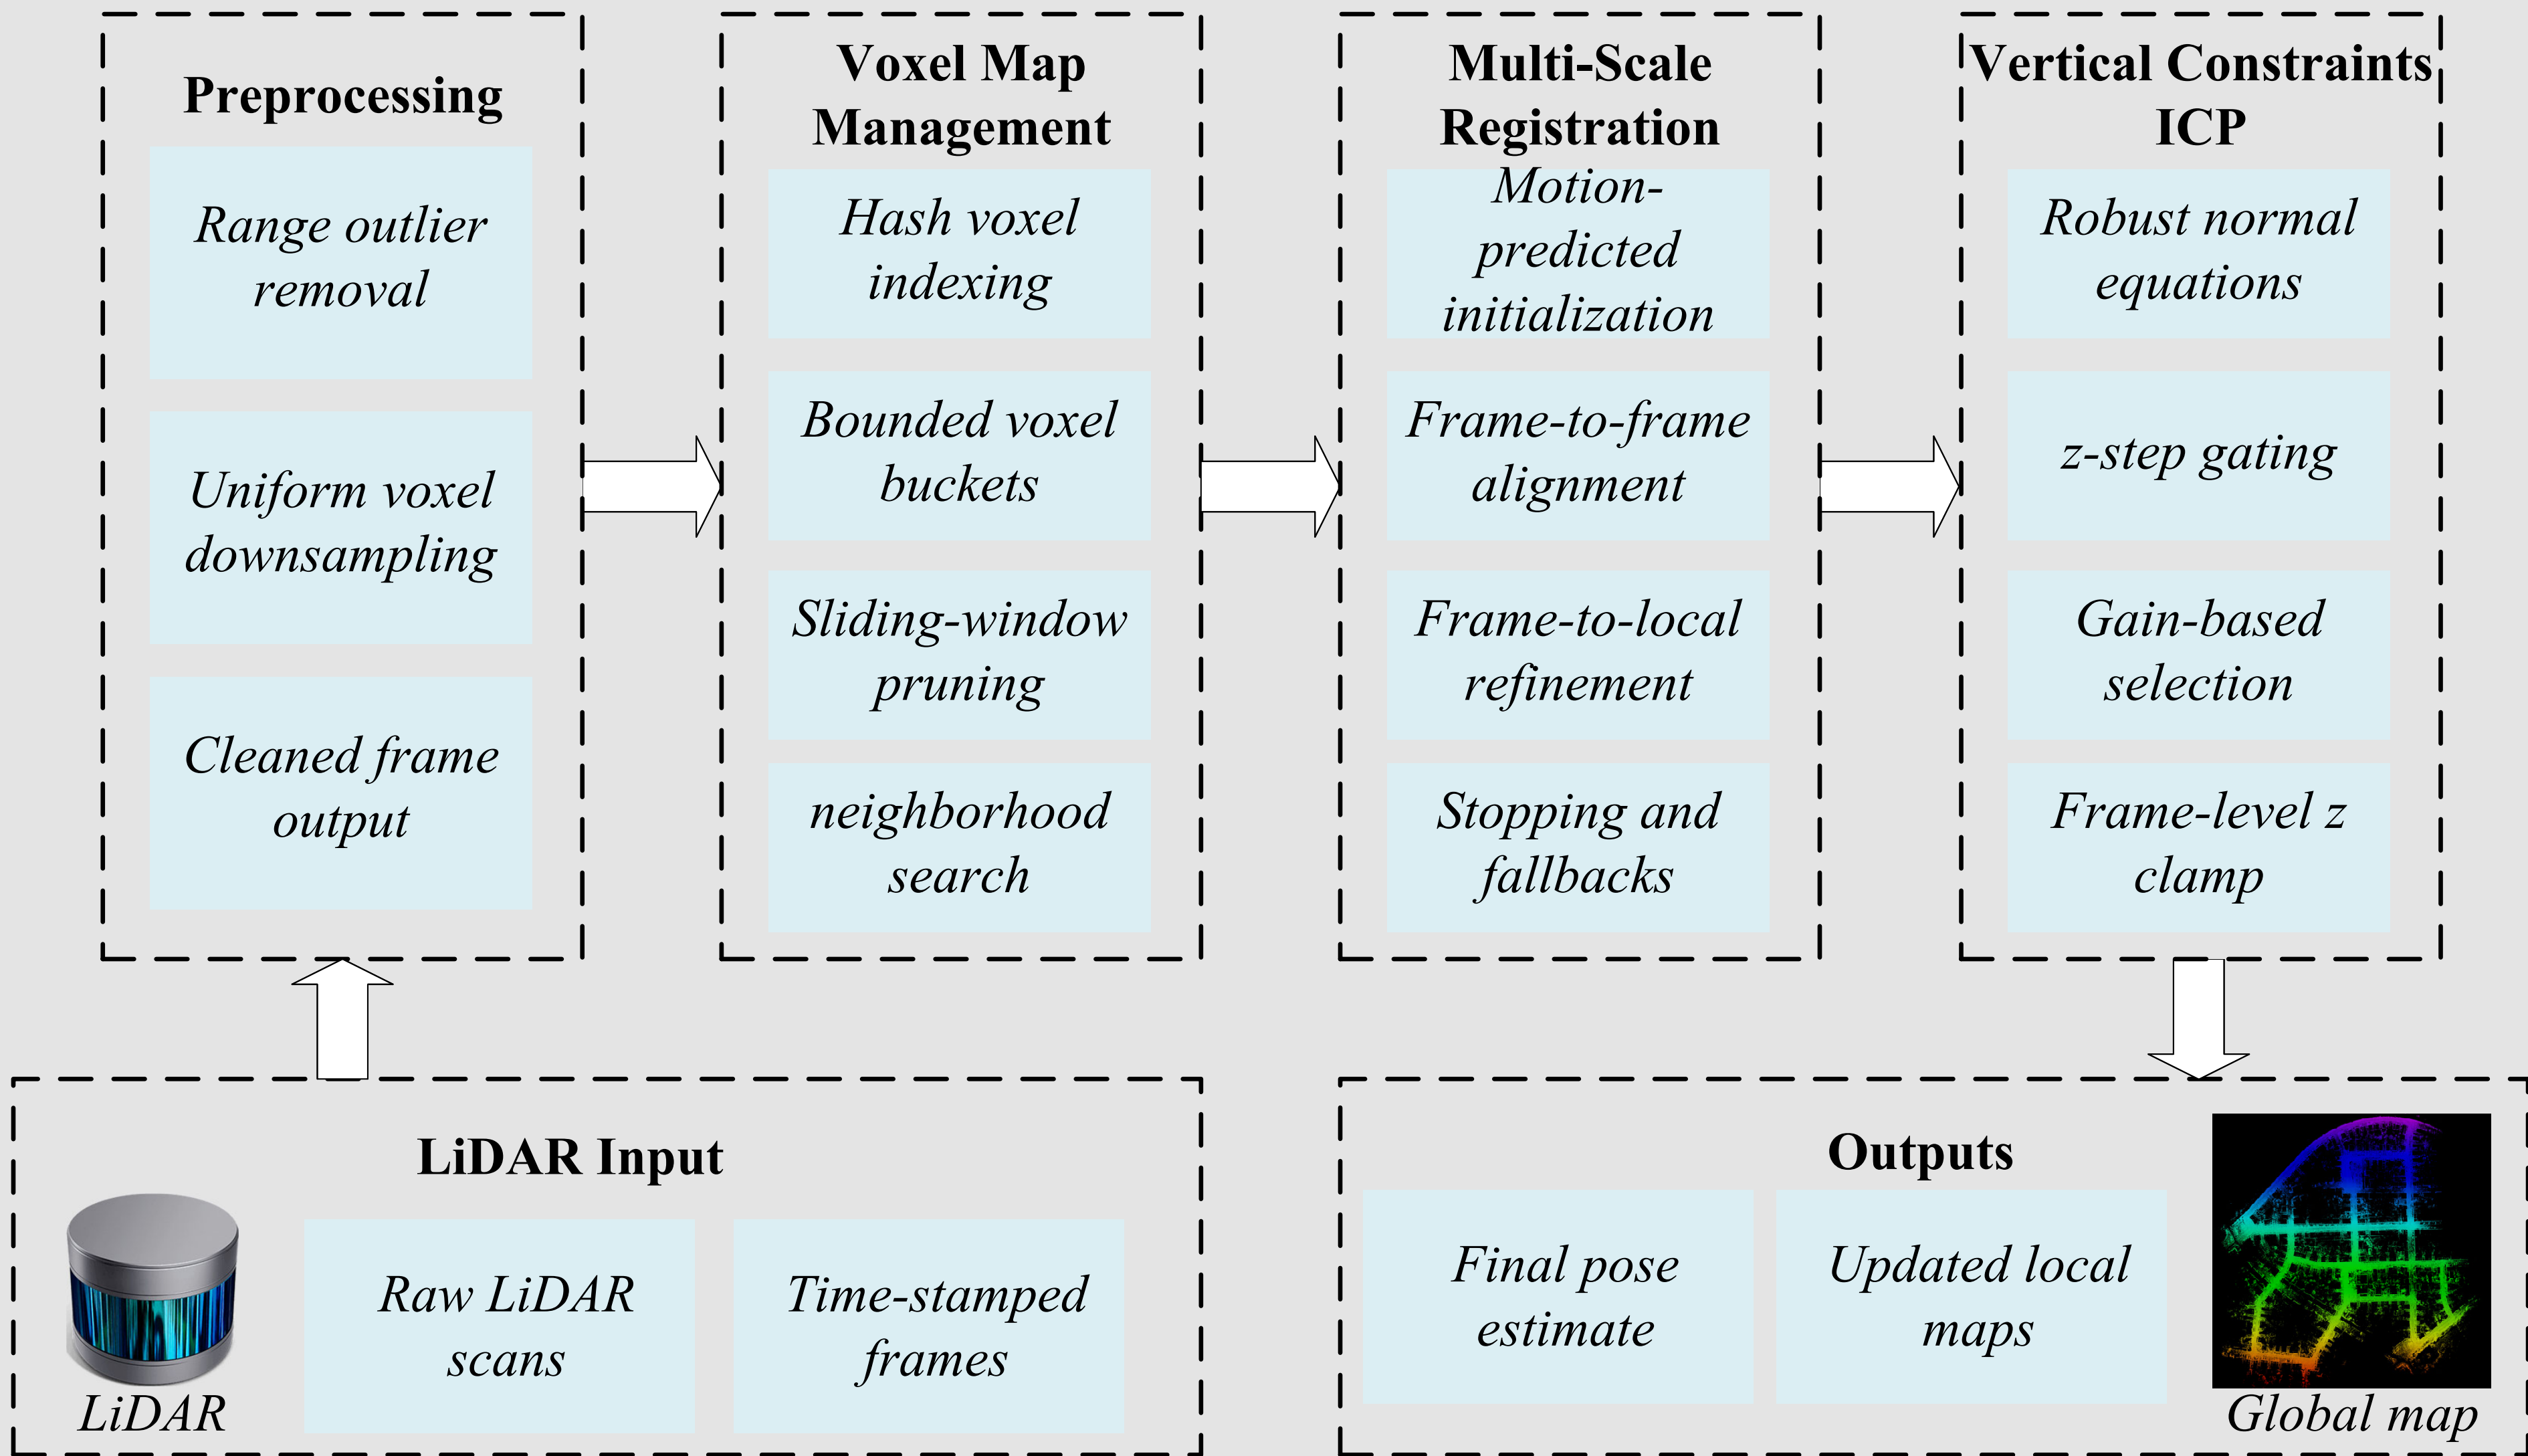 Preprocessing
Range outlier
removal
Uniform voxel
downsampling
Cleaned frame
output
Voxel Map
Management
Hash voxel
indexing
Bounded voxel
buckets
Sliding-window
pruning
neighborhood
search
Multi-Scale
Registration
Motion-
predicted
initialization
Frame-to-frame
alignment
Frame-to-local
refinement
Stopping and
fallbacks
Vertical Constraints
ICP
Robust normal
equations
z-step gating
Gain-based
selection
Frame-level z
clamp
LiDAR Input
LiDAR
Raw LiDAR
scans
Time-stamped
frames
Outputs
Final pose
estimate
Updated local
maps
Global map